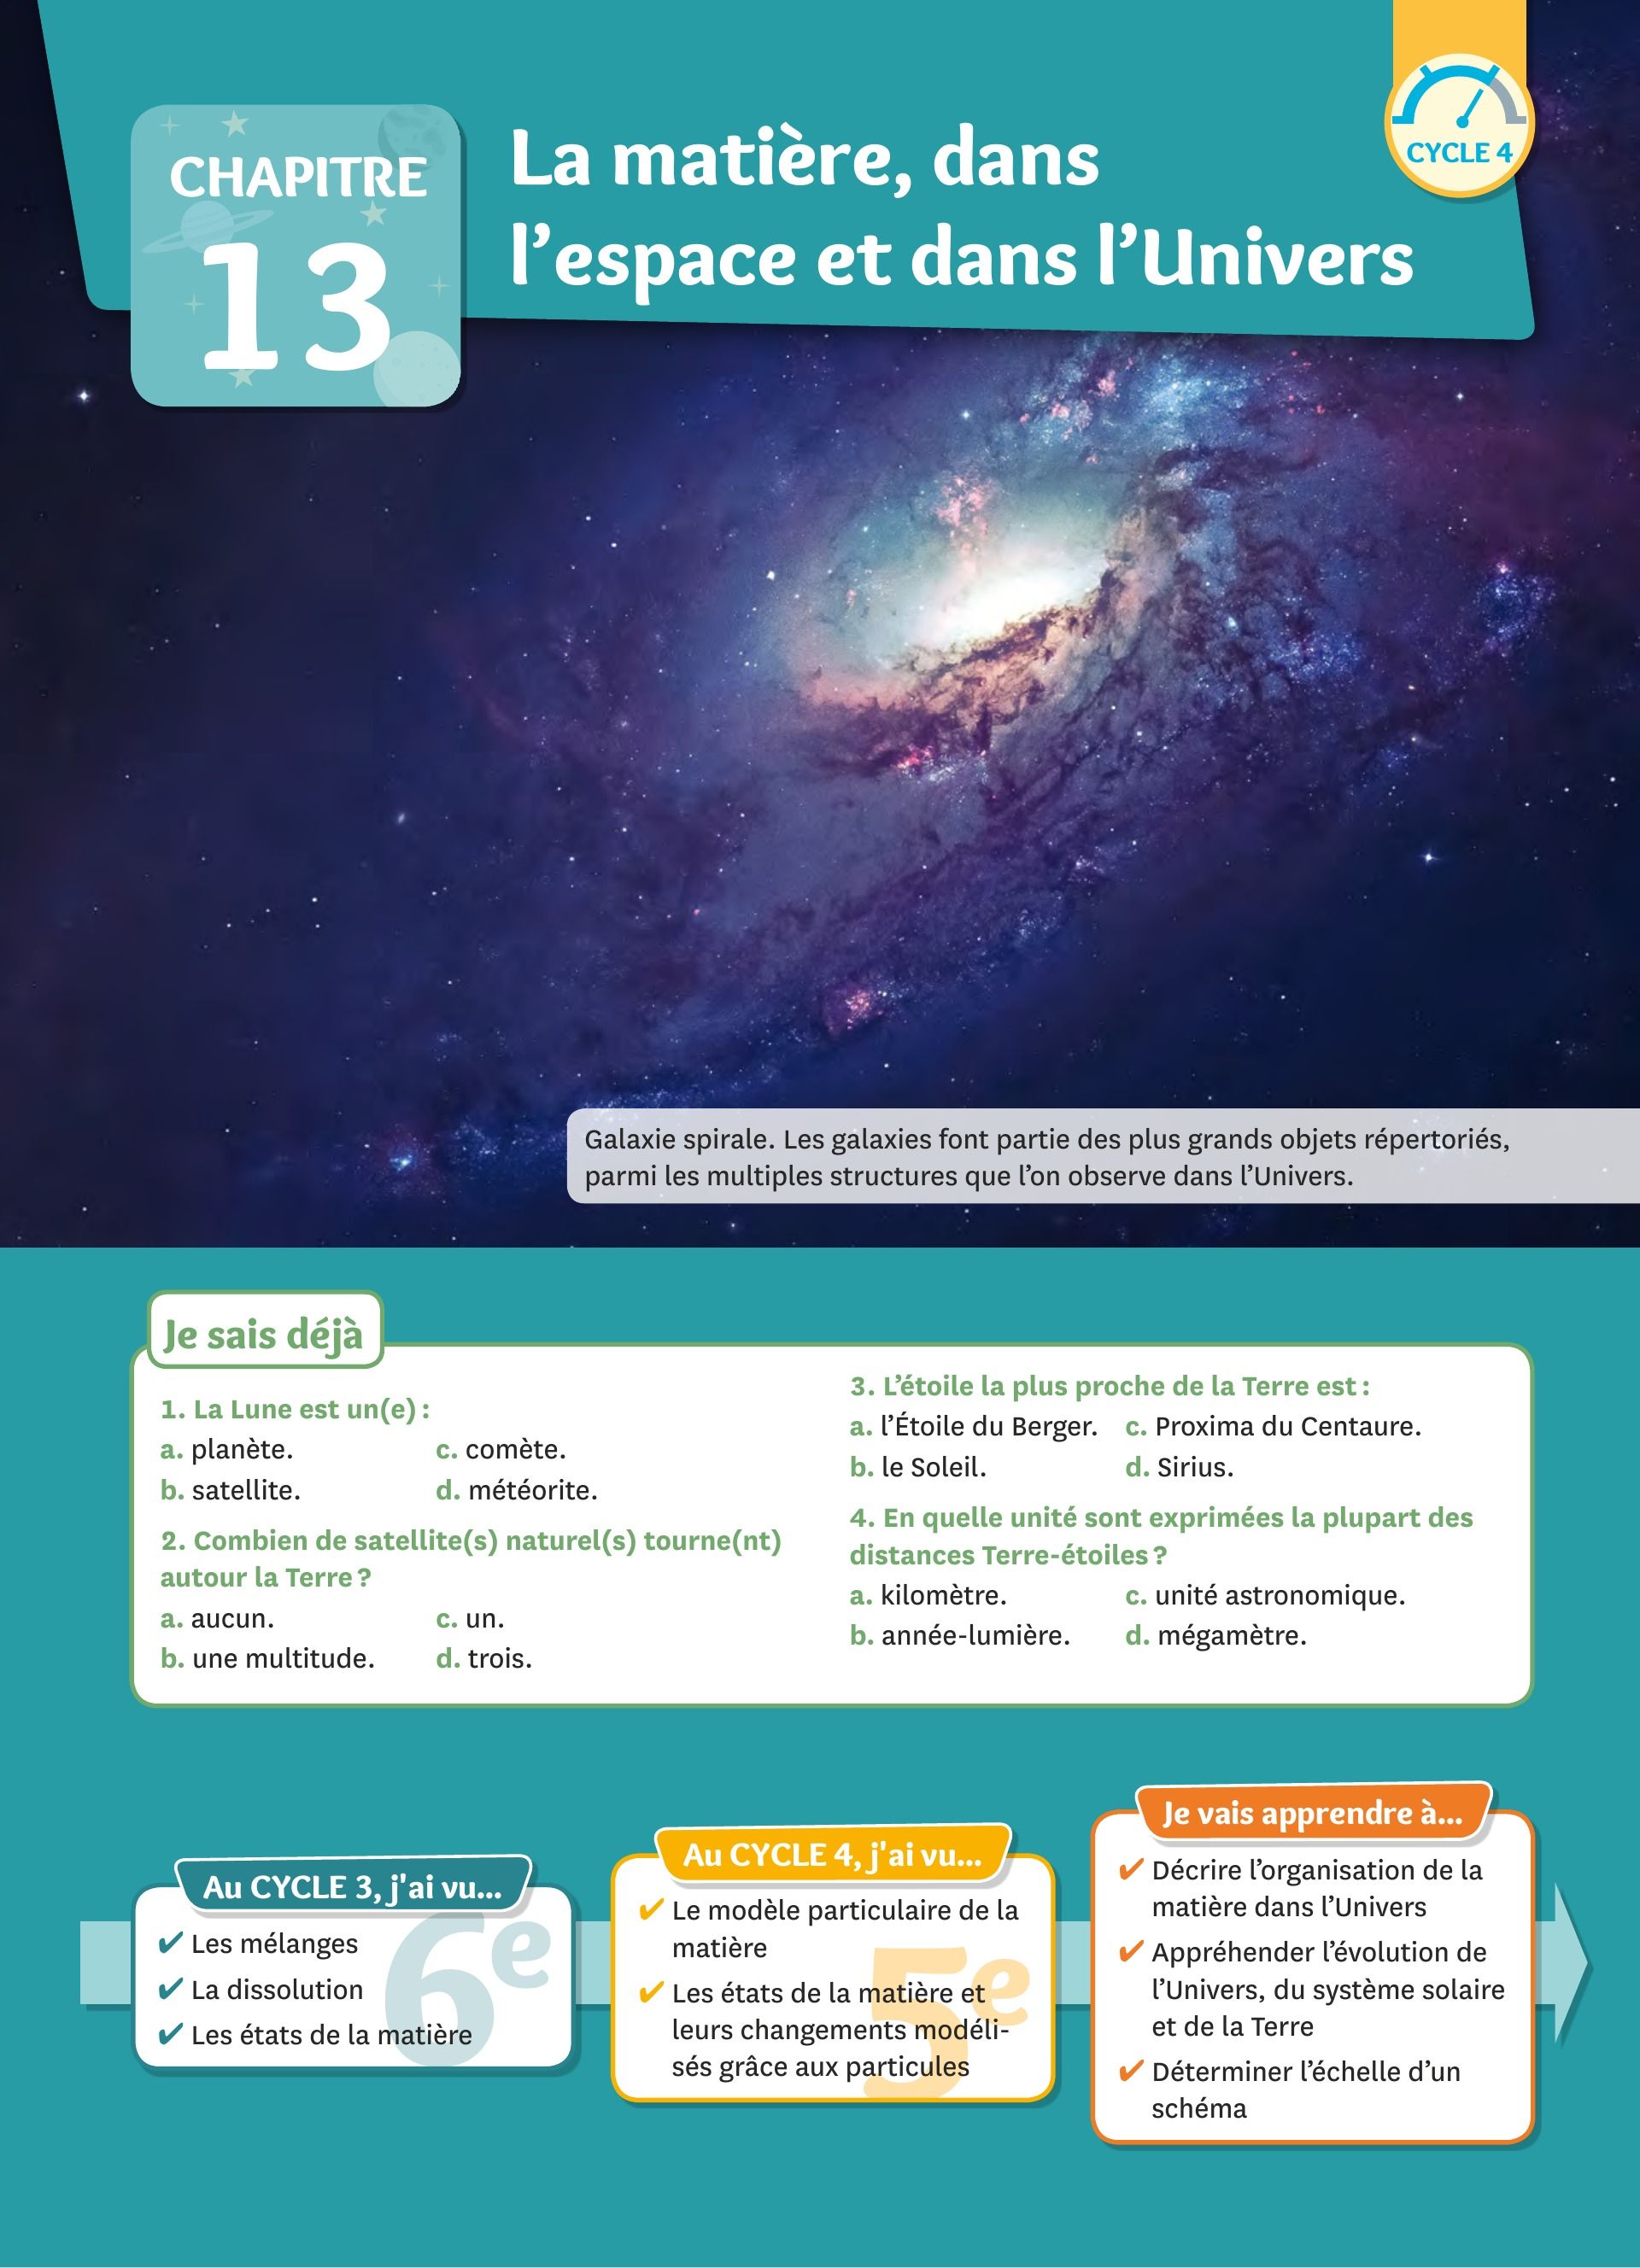 CYCLE 4
CHAPITRE
13
La matière, dans
l’espace et dans l’Univers
Galaxie spirale. Les galaxies font partie des plus grands objets répertoriés,
parmi les multiples structures que l’on observe dans l’Univers.
Je sais déjà
1. La Lune est un(e) :
a. planète. c. comète.
b. satellite. d. météorite.
2. Combien de satellite(s) naturel(s) tourne(nt)
autour la Terre ?
a. aucun. c. un.
b. une multitude. d. trois.
3. L’étoile la plus proche de la Terre est :
a. l’Étoile du Berger. c. Proxima du Centaure.
b. le Soleil. d. Sirius.
4. En quelle unité sont exprimées la plupart des
distances Terre-étoiles ?
a. kilomètre. c. unité astronomique.
b. année-lumière. d. mégamètre.
Au CYCLE 3, j'ai vu...
6e
✔ Les mélanges
✔ La dissolution
✔ Les états de la matière
Au CYCLE 4, j'ai vu...
5e
✔ Le modèle particulaire de la
matière
✔ Les états de la matière et
leurs changements modéli-
sés grâce aux particules
Je vais apprendre à...
✔ Décrire l’organisation de la
matière dans l’Univers
✔ Appréhender l’évolution de
l’Univers, du système solaire
et de la Terre
✔ Déterminer l’échelle d’un
schéma